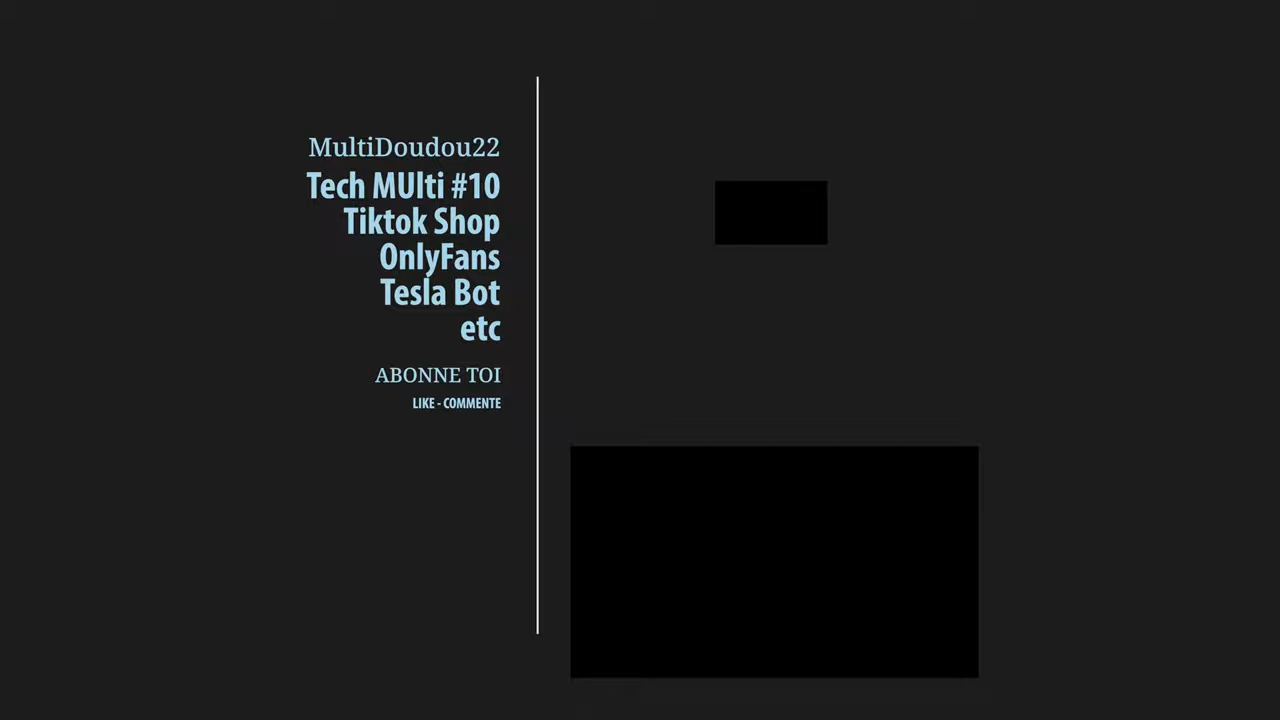 MultiDoudou22
Tech MUlti #10
Tiktok Shop
OnlyFans
Tesla Bot
etc
ABONNE TOI
LIKE - COMMENTE